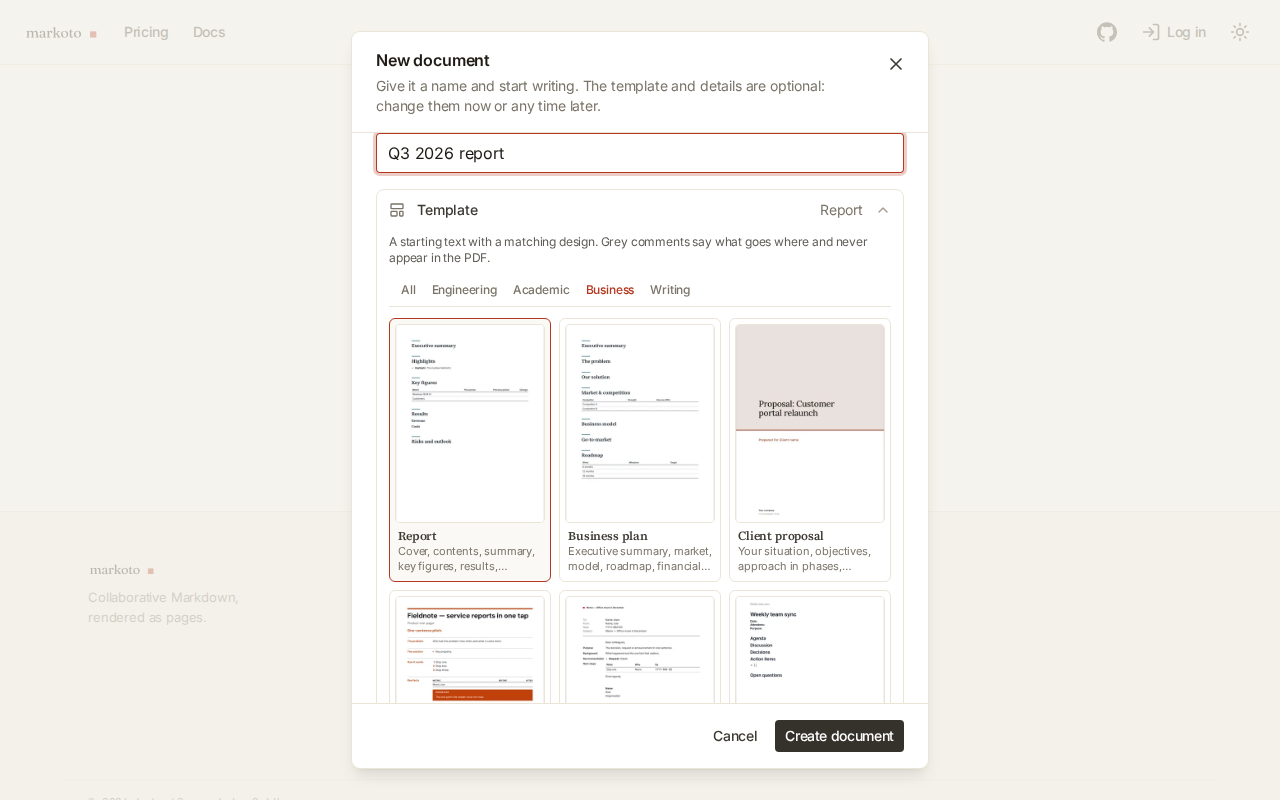 markoto
Pricing
Docs
Log in
New document
Give it a name and start writing. The template and details are optional:
change them now or any time later.
Q3 2026 report
Template
Report
A starting text with a matching design. Grey comments say what goes where and never
appear in the PDF.
All
Engineering
Academic
Business
Writing
Executive summary
Highlights
Key figures
Results
Risks and outlook
Report
Cover, contents, summary,
key figures, results,...
Executive summary
The problem
Our solution
Market & competition
Business model
Go-to-market
Roadmap
Business plan
Executive summary, market,
model, roadmap, financial...
Proposal: Customer
portal relaunch
Prepared for Client name
Client proposal
Your situation, objectives,
approach in phases,...
Fieldnote — service reports in one tap
Weekly team sync
Agenda
Discussion
Decisions
Action items
Open questions
markoto
Collaborative Markdown,
rendered as pages.
Cancel
Create document